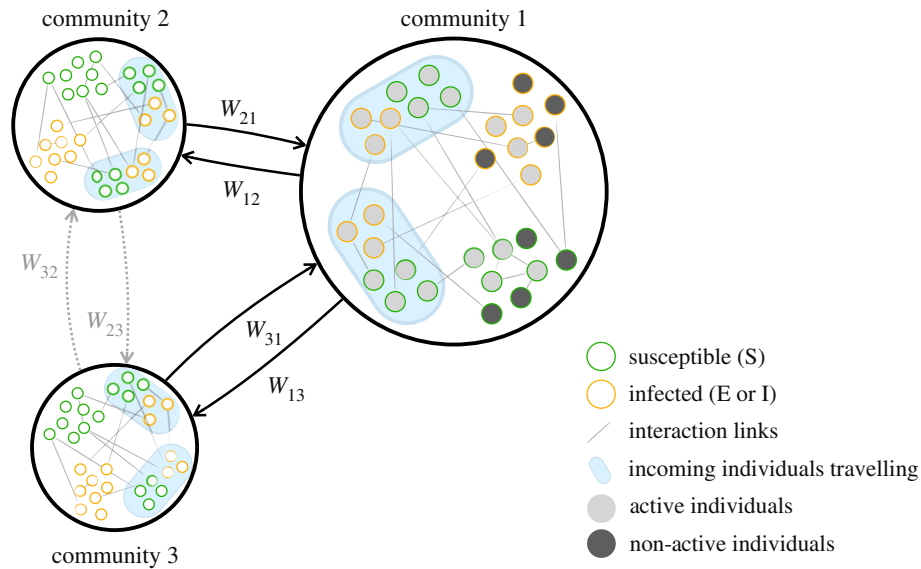 community 2
community 1
W21
W12
W32
W23
W31
W13
community 3
susceptible (S)
infected (E or I)
interaction links
incoming individuals travelling
active individuals
non-active individuals